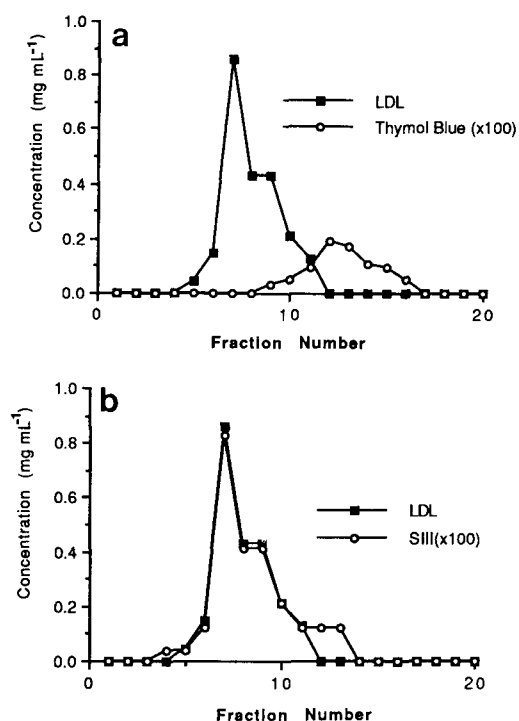 a
1.0
0.8
0.6
0.4
0.2
0.0
Concentration (mg mL⁻¹)
LDL
Thymol Blue (x100)
0
10
20
Fraction Number
b
1.0
0.8
0.6
0.4
0.2
0.0
Concentration (mg mL⁻¹)
LDL
SIII(x100)
0
10
20
Fraction Number